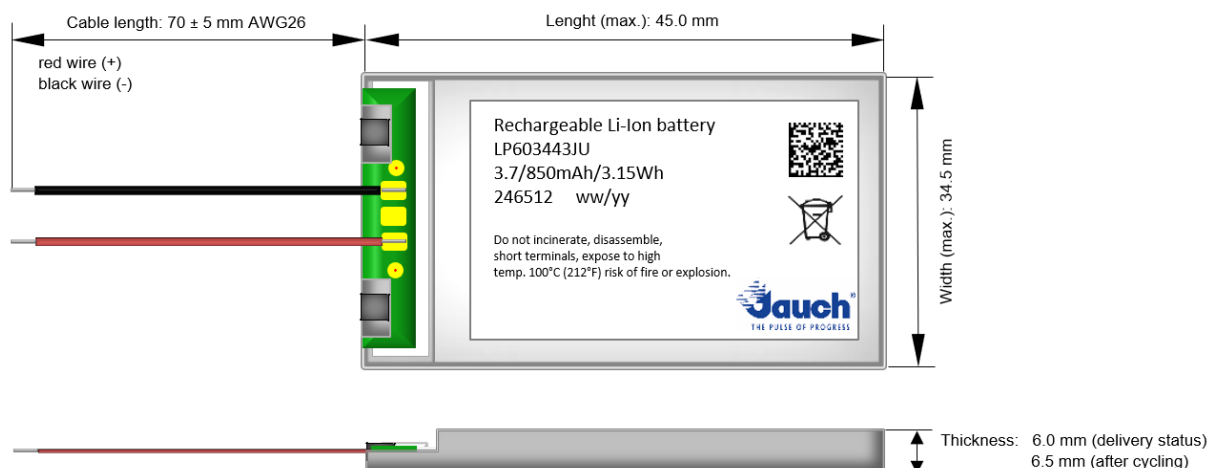 Cable length: 70 ± 5 mm AWG26
Lenght (max.): 45.0 mm
red wire (+)
black wire (-)
Rechargeable Li-Ion battery
LP603443JU
3.7/850mAh/3.15Wh
246512 ww/yy
Do not incinerate, disassemble,
short terminals, expose to high
temp. 100°C (212°F) risk of fire or explosion.
Jauch®
THE PULSE OF PROGRESS
Width (max.): 34.5 mm
Thickness: 6.0 mm (delivery status)
6.5 mm (after cycling)